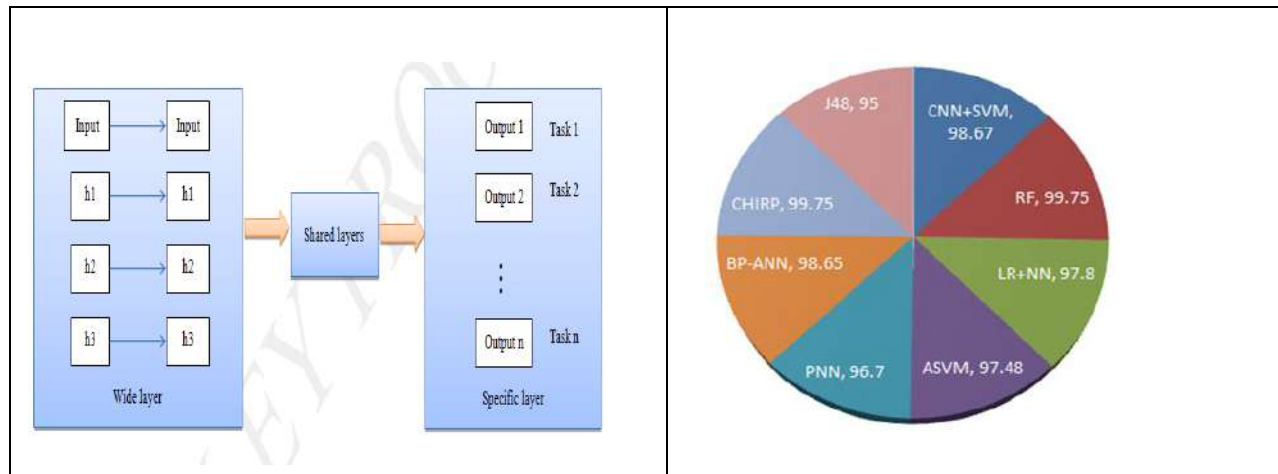 Input
Input
Output 1
Task 1
h1
h1
Output 2
Task 2
Shared layers
h2
h2
h3
h3
Output n
Task n
Wide layer
Specific layer
J48, 95
CNN+SVM,
98.67
CHIRP, 99.75
RF, 99.75
BP-ANN, 98.65
LR+NN, 97.8
PNN, 96.7
ASVM, 97.48